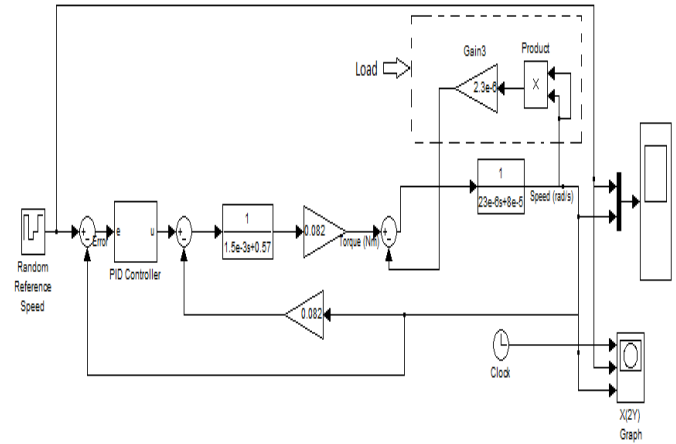 Gain3
Product
Load
2.3e-6
X
1
23e-6s+8e-5
Speed (rad/s)
Random
Reference
Speed
Error
e
u
PID Controller
1
1.5e-3s+0.57
0.082
Torque (Nm)
0.082
Clock
X(2Y)
Graph